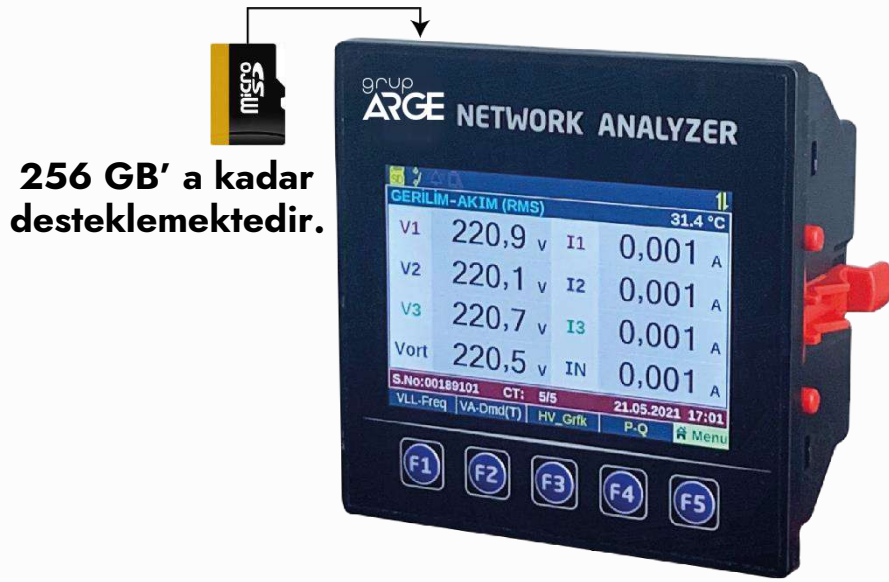 micro
SD
256 GB' a kadar
desteklemektedir.
grup
ARGE NETWORK ANALYZER
SD
GERİLİM-AKIM (RMS) 31.4 °C
V1 220,9 V I1 0,001 A
V2 220,1 V I2 0,001 A
V3 220,7 V I3 0,001 A
Vort 220,5 V IN 0,001 A
S.No:00189101 CT: 5/5 21.05.2021 17:01
VLL-Freq VA-Dmd(T) HV_Grfk P-Q Menu
F1 F2 F3 F4 F5